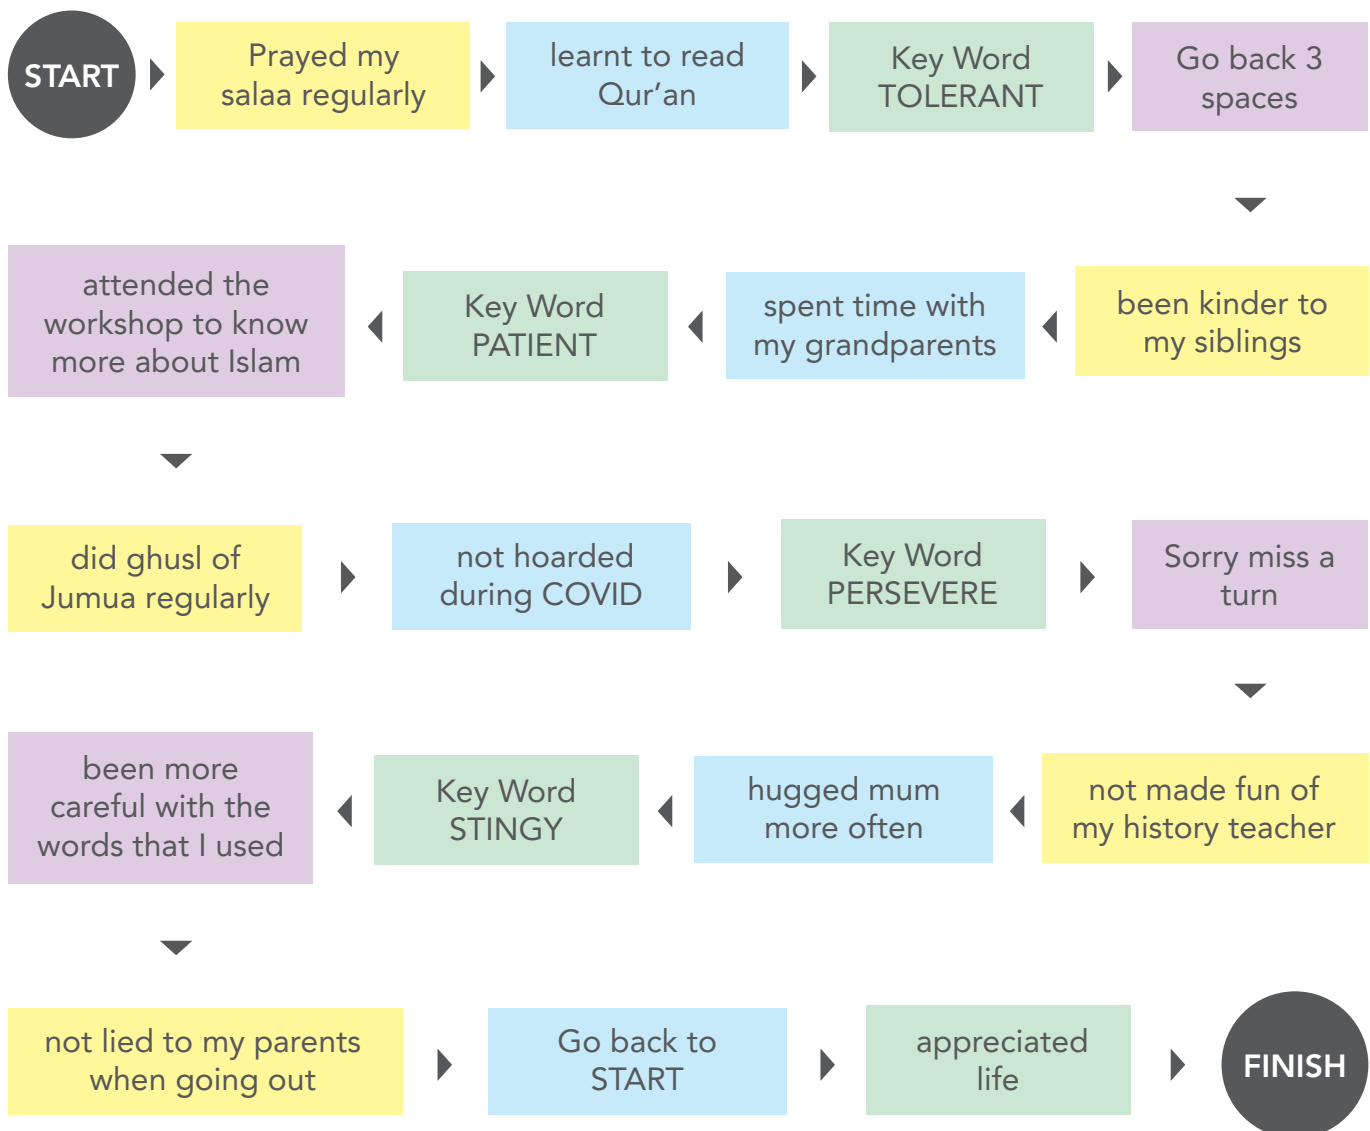 START
Prayed my
salaa regularly
learnt to read
Qur’an
Key Word
TOLERANT
Go back 3
spaces
been kinder to
my siblings
spent time with
my grandparents
Key Word
PATIENT
attended the
workshop to know
more about Islam
did ghusl of
Jumua regularly
not hoarded
during COVID
Key Word
PERSEVERE
Sorry miss a
turn
not made fun of
my history teacher
hugged mum
more often
Key Word
STINGY
been more
careful with the
words that I used
not lied to my parents
when going out
Go back to
START
appreciated
life
FINISH